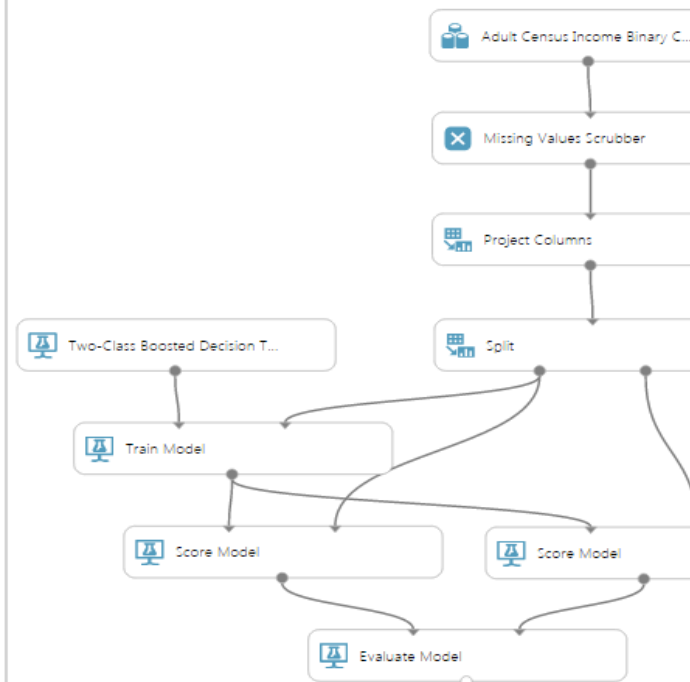 Adult Census Income Binary C...
Missing Values Scrubber
Project Columns
Two-Class Boosted Decision T...
Split
Train Model
Score Model
Score Model
Evaluate Model